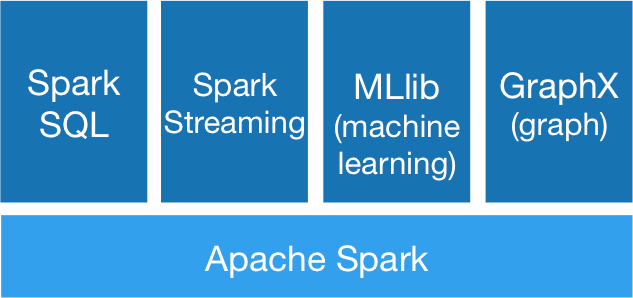 Spark
SQL
Spark
Streaming
MLlib
(machine
learning)
GraphX
(graph)
Apache Spark